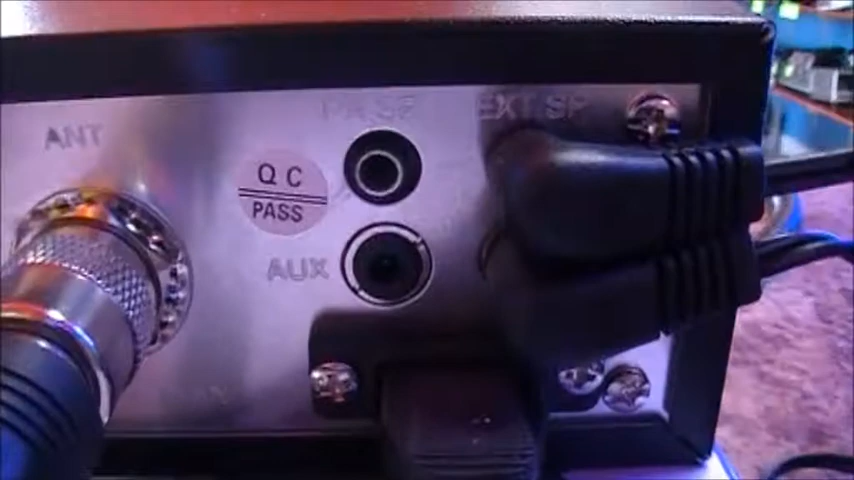 PA.SP
EXT.SP
ANT
Q C
PASS
AUX